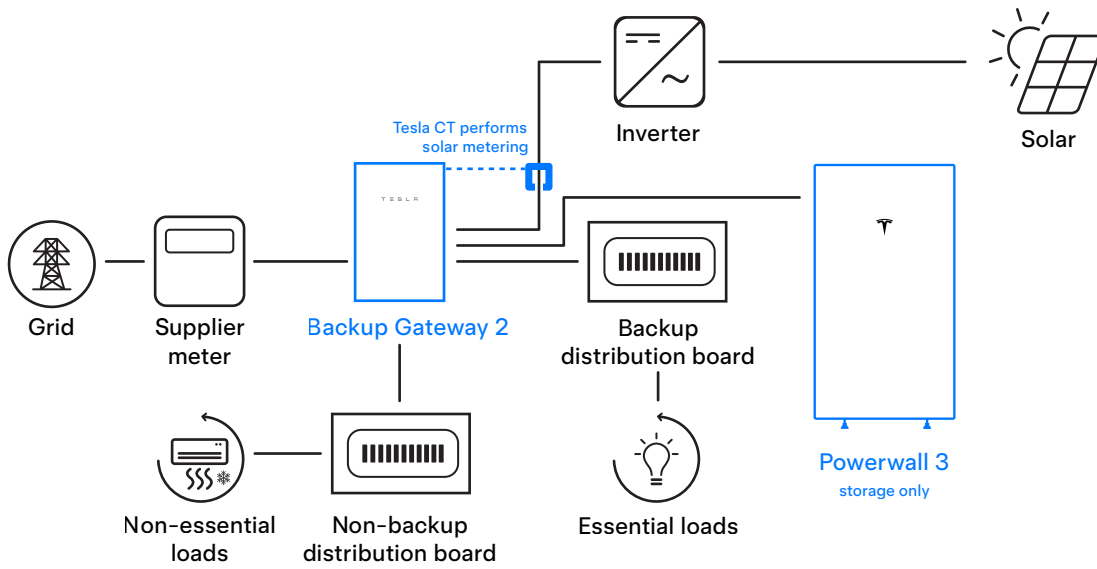 Tesla CT performs
solar metering
Inverter
Solar
TESLA
Grid
Supplier
meter
Backup Gateway 2
Backup
distribution board
Powerwall 3
storage only
Non-essential
loads
Non-backup
distribution board
Essential loads